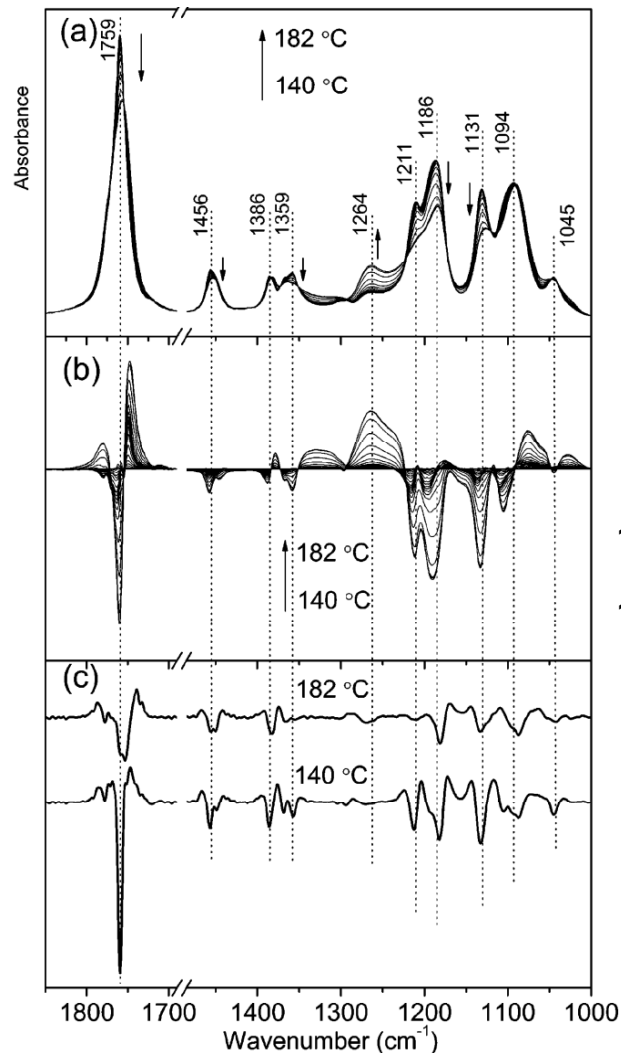 (a)
1759
182 °C
140 °C
1456
1386
1359
1264
1211
1186
1131
1094
1045
Absorbance
(b)
182 °C
140 °C
(c)
182 °C
140 °C
1800 1700 1400 1300 1200 1100 1000
Wavenumber (cm⁻¹)